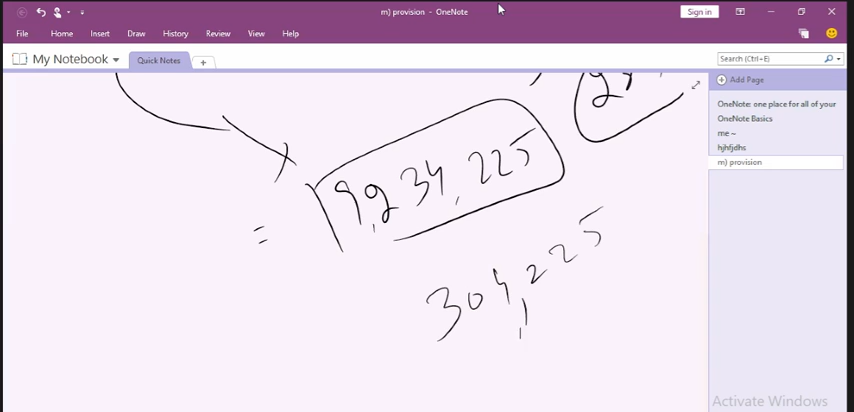 m) provision - OneNote
Sign in
File Home Insert Draw History Review View Help
My Notebook Quick Notes
Search (Ctrl+E)
Add Page
OneNote: one place for all of your
OneNote Basics
me ~
hjhfjdhs
m) provision
= 9,234,225
304,225
Activate Windows